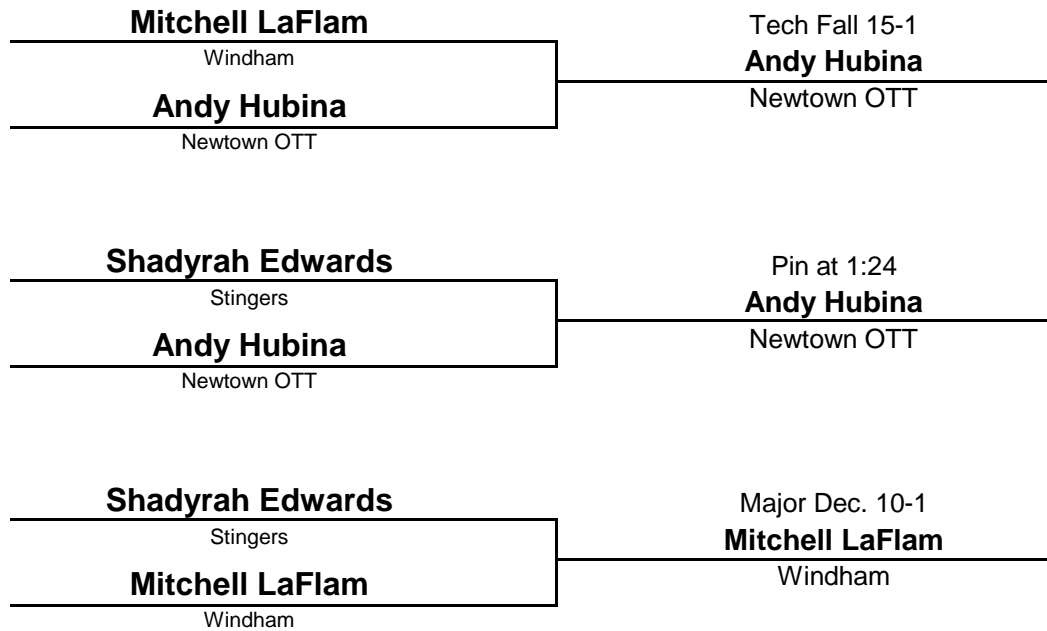 Mitchell LaFlam
Windham
Andy Hubina
Newtown OTT
Tech Fall 15-1
Andy Hubina
Newtown OTT
Shadyrah Edwards
Stingers
Andy Hubina
Newtown OTT
Pin at 1:24
Andy Hubina
Newtown OTT
Shadyrah Edwards
Stingers
Mitchell LaFlam
Windham
Major Dec. 10-1
Mitchell LaFlam
Windham